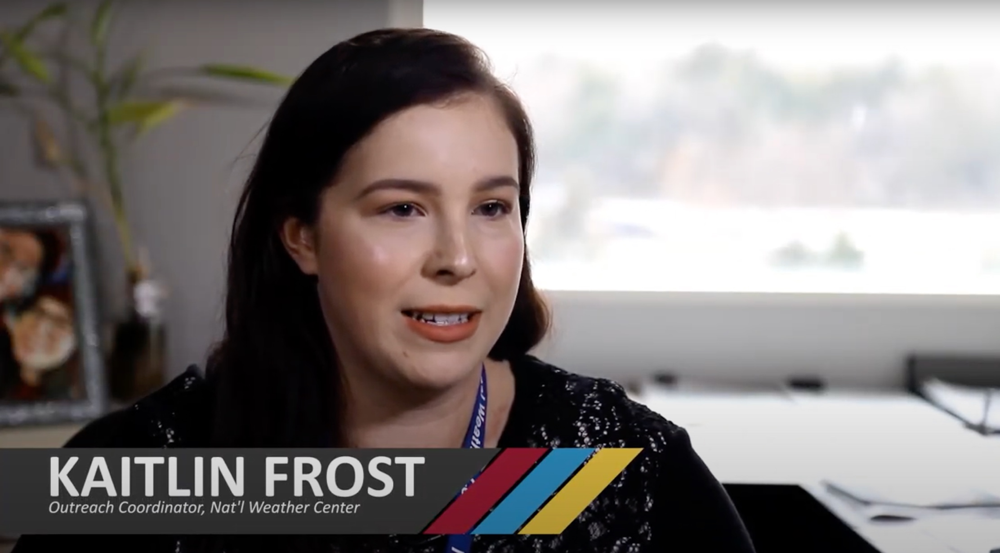 KAITLIN FROST
Outreach Coordinator, Nat'l Weather Center